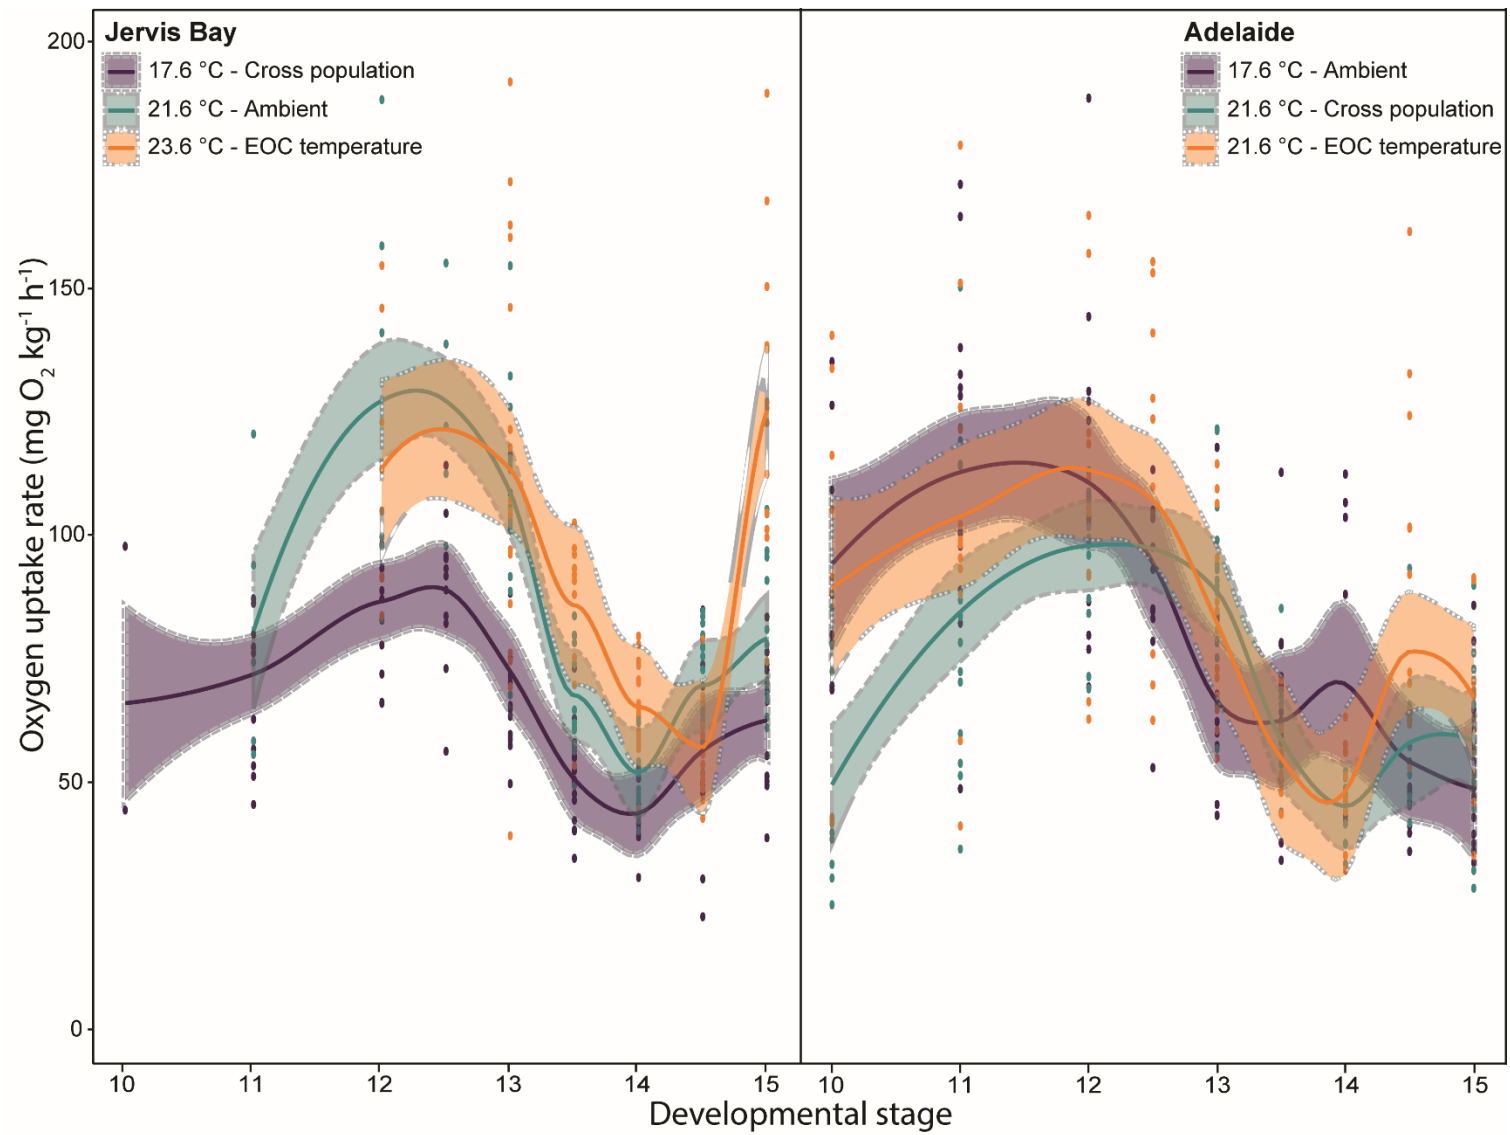 Jervis Bay
17.6 °C - Cross population
21.6 °C - Ambient
23.6 °C - EOC temperature
Adelaide
17.6 °C - Ambient
21.6 °C - Cross population
21.6 °C - EOC temperature
Oxygen uptake rate (mg O₂ kg⁻¹ h⁻¹)
200
150
100
50
0
10 11 12 13 14 15
10 11 12 13 14 15
Developmental stage